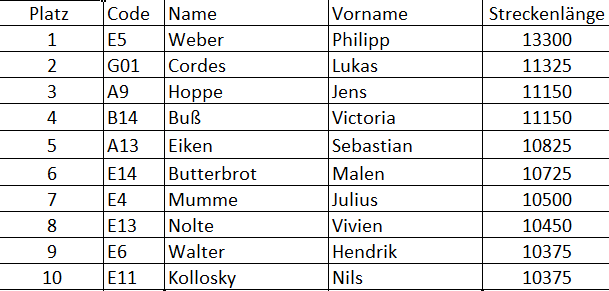 Platz Code Name Vorname Streckenlänge
1 E5 Weber Philipp 13300
2 G01 Cordes Lukas 11325
3 A9 Hoppe Jens 11150
4 B14 Buß Victoria 11150
5 A13 Eiken Sebastian 10825
6 E14 Butterbrot Malen 10725
7 E4 Mumme Julius 10500
8 E13 Nolte Vivien 10450
9 E6 Walter Hendrik 10375
10 E11 Kollosky Nils 10375